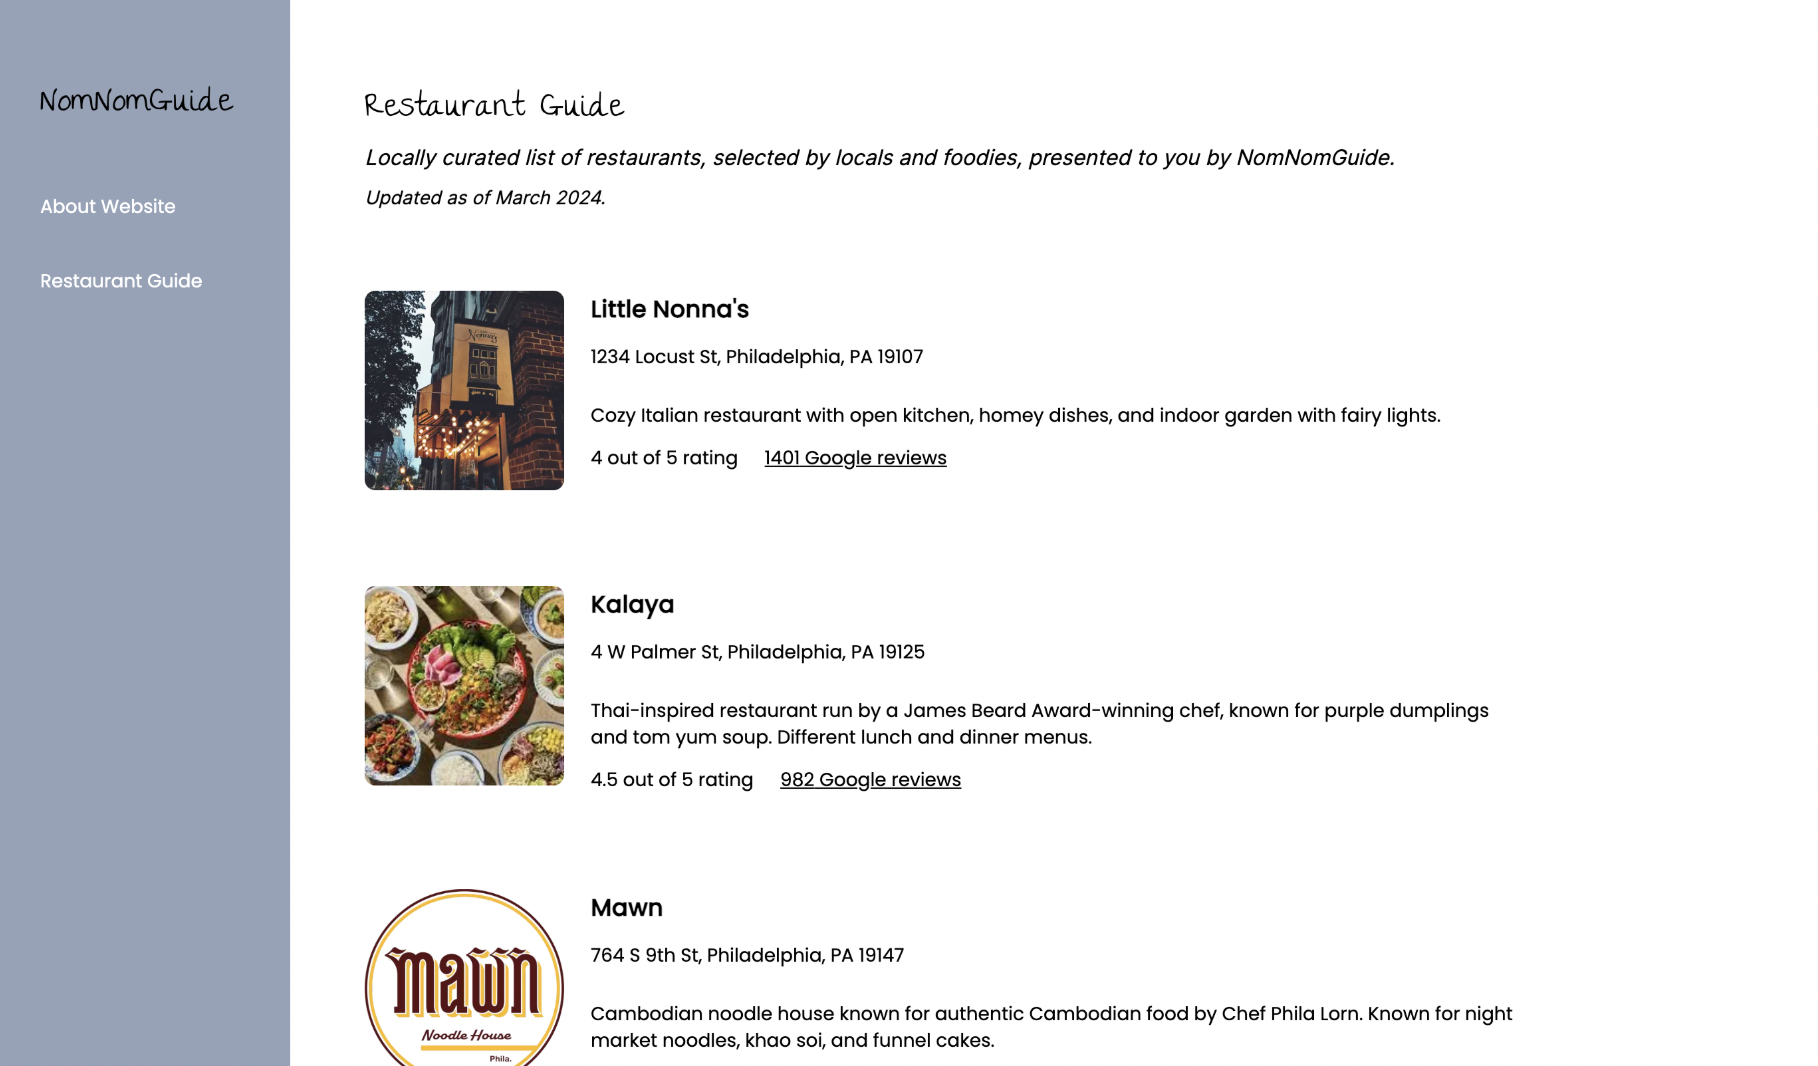 NomNomGuide
About Website
Restaurant Guide
Restaurant Guide
Locally curated list of restaurants, selected by locals and foodies, presented to you by NomNomGuide.
Updated as of March 2024.
Nonna's
Little Nonna's
1234 Locust St, Philadelphia, PA 19107
Cozy Italian restaurant with open kitchen, homey dishes, and indoor garden with fairy lights.
4 out of 5 rating 1401 Google reviews
Kalaya
4 W Palmer St, Philadelphia, PA 19125
Thai-inspired restaurant run by a James Beard Award-winning chef, known for purple dumplings
and tom yum soup. Different lunch and dinner menus.
4.5 out of 5 rating 982 Google reviews
mawn
Noodle House
Phila.
Mawn
764 S 9th St, Philadelphia, PA 19147
Cambodian noodle house known for authentic Cambodian food by Chef Phila Lorn. Known for night
market noodles, khao soi, and funnel cakes.